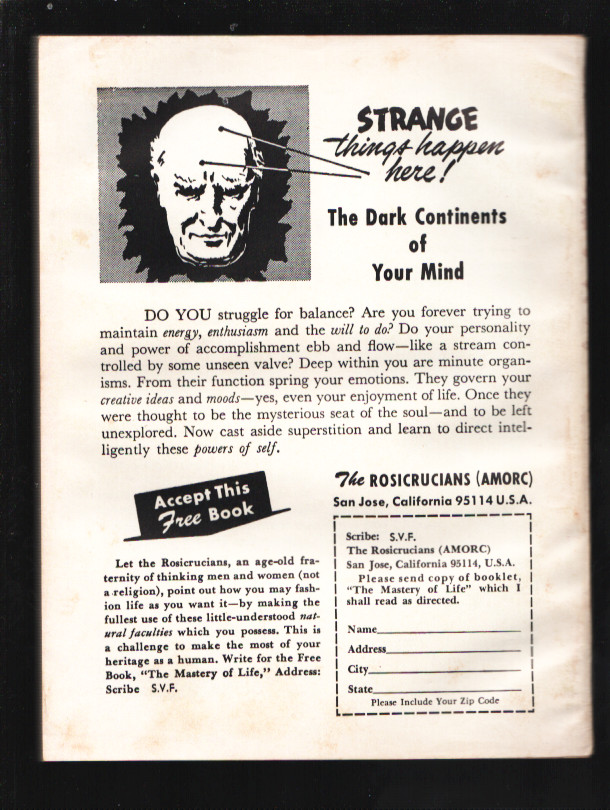 STRANGE
things happen
here!
The Dark Continents
of
Your Mind
DO YOU struggle for balance? Are you forever trying to
maintain energy, enthusiasm and the will to do? Do your personality
and power of accomplishment ebb and flow—like a stream con-
trolled by some unseen valve? Deep within you are minute organ-
isms. From their function spring your emotions. They govern your
creative ideas and moods—yes, even your enjoyment of life. Once they
were thought to be the mysterious seat of the soul—and to be left
unexplored. Now cast aside superstition and learn to direct intel-
ligently these powers of self.
Accept This
Free Book
Let the Rosicrucians, an age-old fra-
ternity of thinking men and women (not
a religion), point out how you may fash-
ion life as you want it—by making the
fullest use of these little-understood nat-
ural faculties which you possess. This is
a challenge to make the most of your
heritage as a human. Write for the Free
Book, "The Mastery of Life," Address:
Scribe S.V.F.
The ROSICRUCIANS (AMORC)
San Jose, California 95114 U.S.A.
Scribe: S.V.F.
The Rosicrucians (AMORC)
San Jose, California 95114, U.S.A.
Please send copy of booklet,
"The Mastery of Life" which I
shall read as directed.
Name
Address
City
State
Please Include Your Zip Code